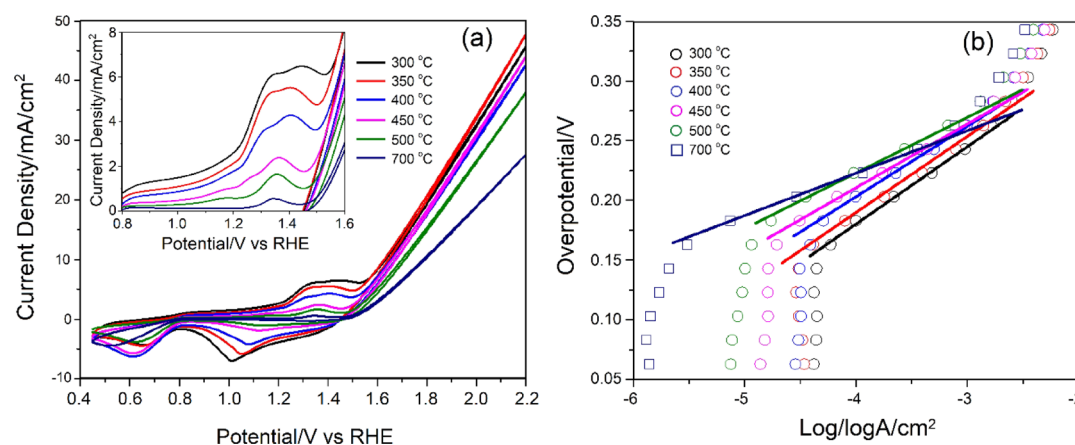 (a)
50
40
30
20
10
0
-10
0.4 0.6 0.8 1.0 1.2 1.4 1.6 1.8 2.0 2.2
Current Density/mA/cm²
Potential/V vs RHE
8
6
4
2
0
0.8 1.0 1.2 1.4 1.6
Current Density/mA/cm²
Potential/V vs RHE
300 °C
350 °C
400 °C
450 °C
500 °C
700 °C
(b)
0.35
0.30
0.25
0.20
0.15
0.10
0.05
-6 -5 -4 -3
Overpotential/V
Log/logA/cm²
300 °C
350 °C
400 °C
450 °C
500 °C
700 °C